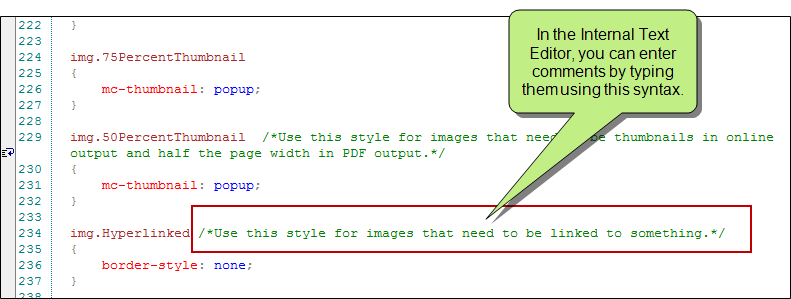 222 }
223
224 img.75PercentThumbnail
225 {
226 mc-thumbnail: popup;
227 }
228
229 img.50PercentThumbnail /*Use this style for images that need be thumbnails in online
output and half the page width in PDF output.*/
230 {
231 mc-thumbnail: popup;
232 }
233
234 img.Hyperlinked /*Use this style for images that need to be linked to something.*/
235 {
236 border-style: none;
237 }
238
In the Internal Text
Editor, you can enter
comments by typing
them using this syntax.